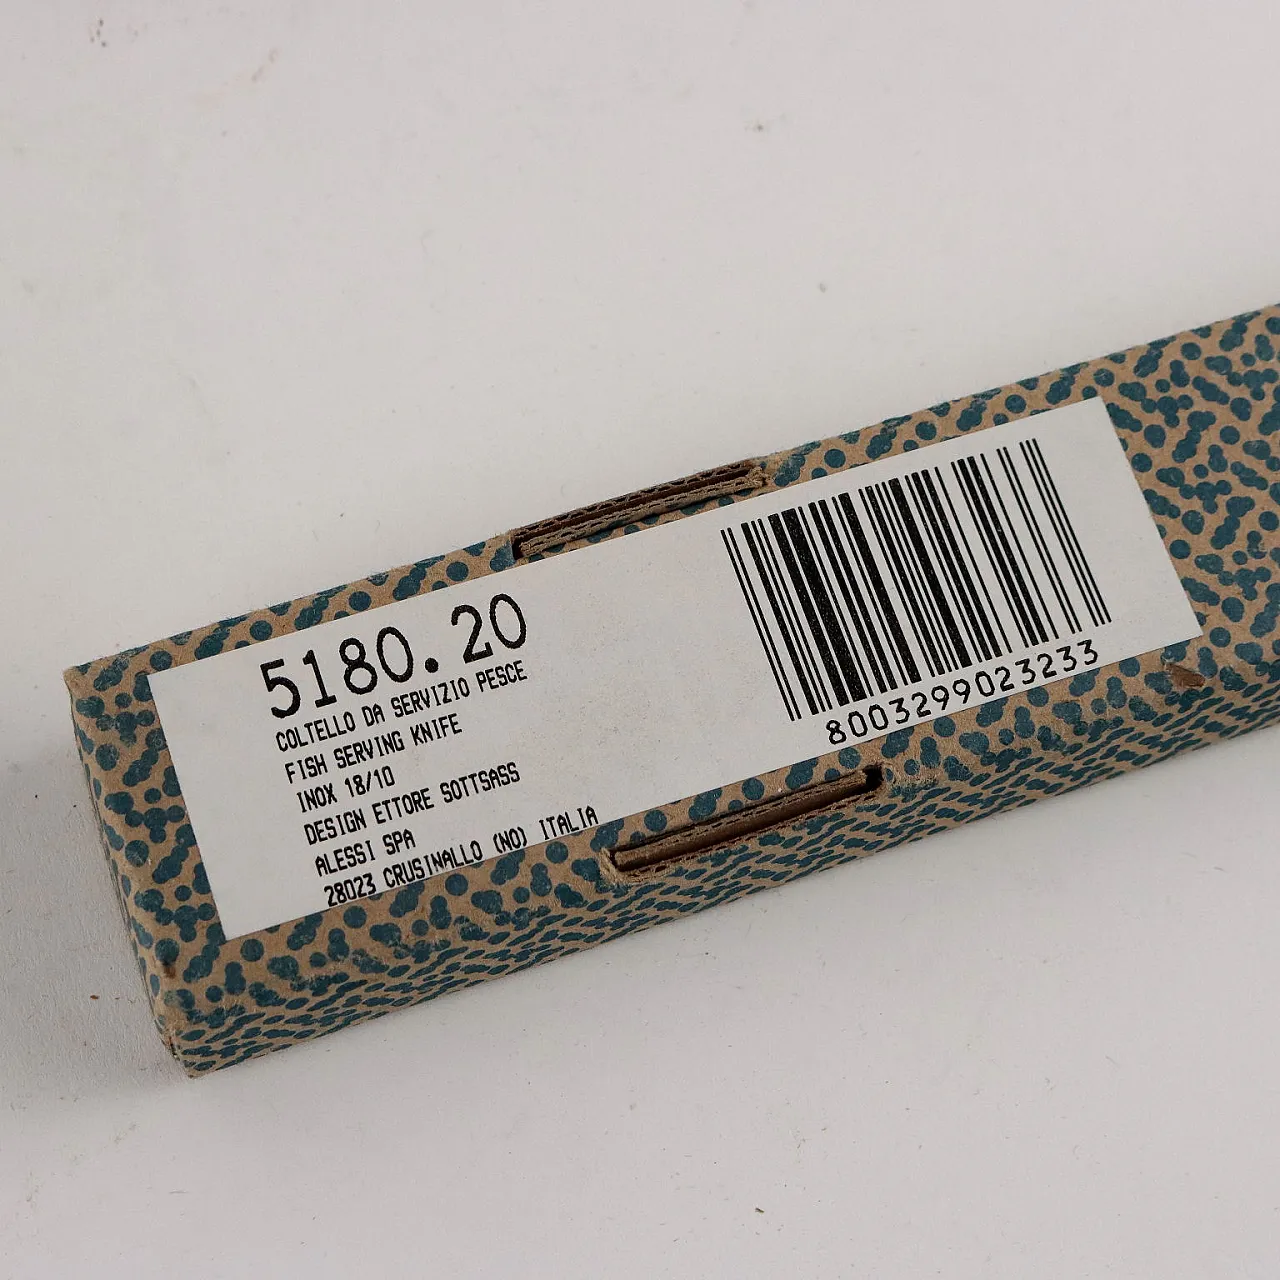 5180.20
COLTELLO DA SERVIZIO PESCE
FISH SERVING KNIFE
INOX 18/10
DESIGN ETTORE SOTTSASS
ALESSI SPA
28023 CRUSINALLO (NO) ITALIA
8003299023233